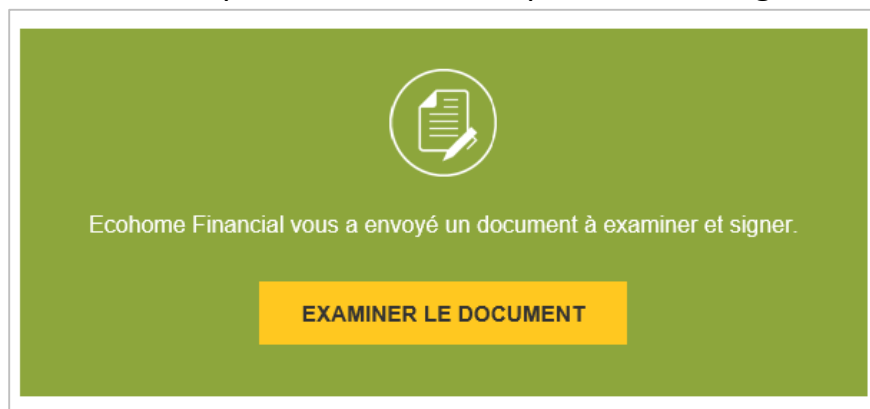 Ecohome Financial vous a envoyé un document à examiner et signer.
EXAMINER LE DOCUMENT